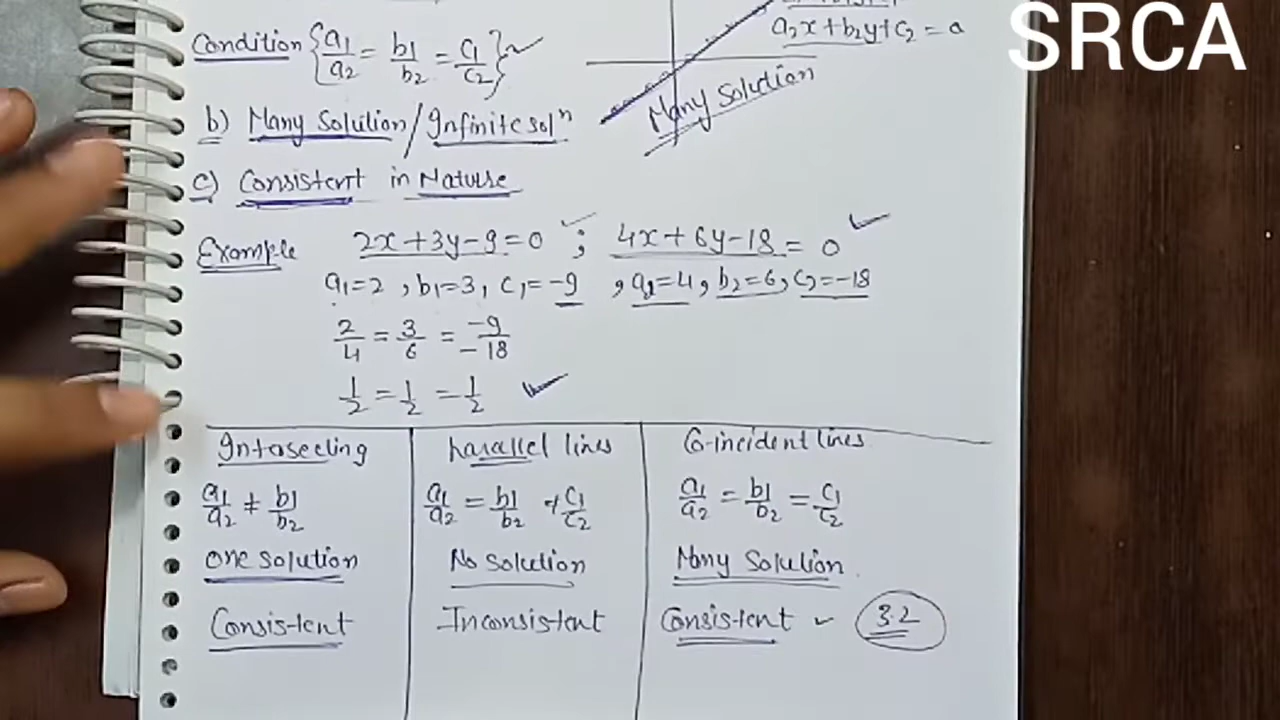 SRCA
a2x+b2y+c2 = 0
Condition {a1/a2 = b1/b2 = c1/c2}
Many Solution
b) Many Solution / Infinite solⁿ
c) Consistent in Nature
Example 2x+3y-9=0 ; 4x+6y-18=0
a1=2, b1=3, c1=-9, a2=4, b2=6, c2=-18
2/4 = 3/6 = -9/-18
1/2 = 1/2 = 1/2
Intersecting Parallel lines Co-incident lines
a1/a2 ≠ b1/b2 a1/a2 = b1/b2 ≠ c1/c2 a1/a2 = b1/b2 = c1/c2
one solution No Solution Many Solution
Consistent Inconsistent Consistent 3.2